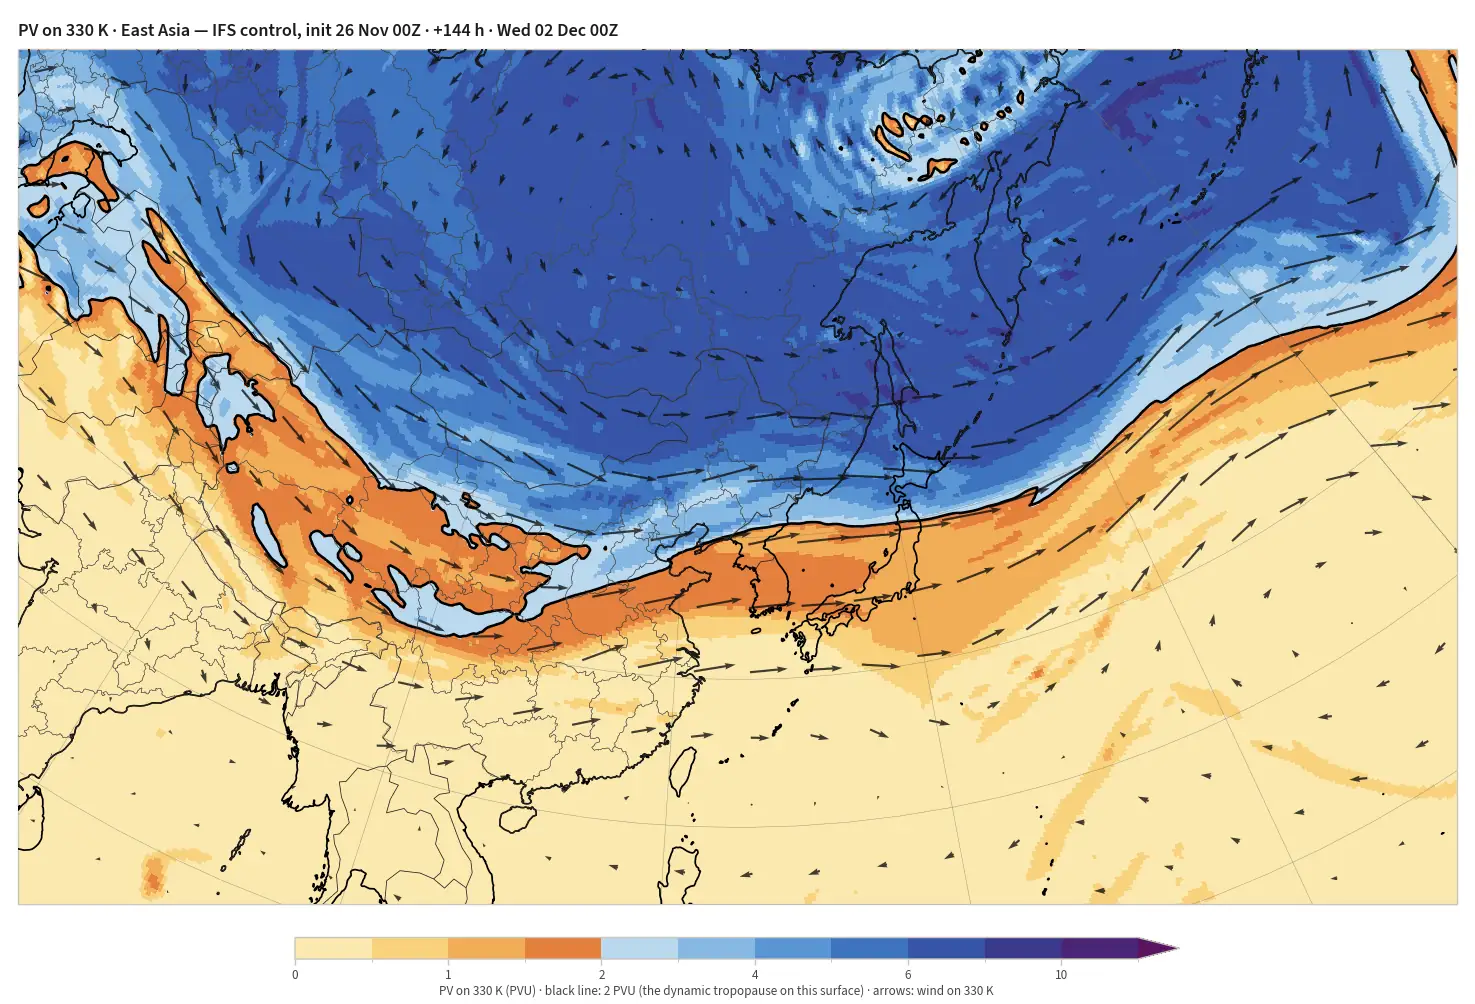 PV on 330 K · East Asia — IFS control, init 26 Nov 00Z · +144 h · Wed 02 Dec 00Z
0 1 2 4 6 10
PV on 330 K (PVU) · black line: 2 PVU (the dynamic tropopause on this surface) · arrows: wind on 330 K